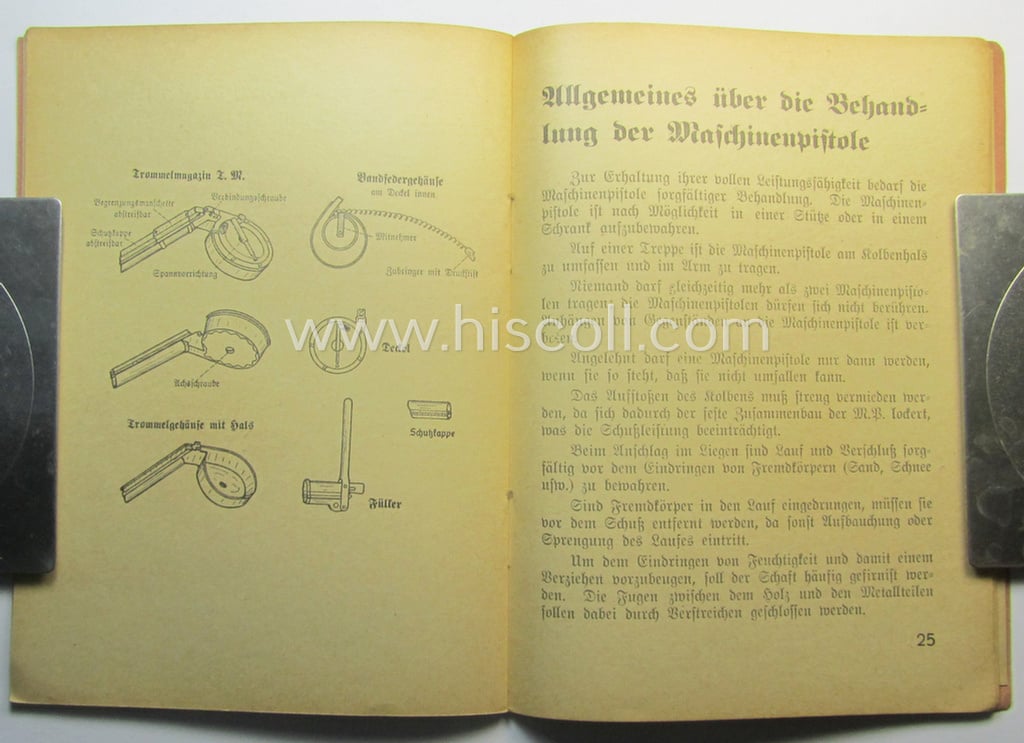 Trommelmagazin T. M.
Begrenzungsmanschette
abstreifbar
Verbindungsschraube
Schutzkappe
abstreifbar
Spannvorrichtung
Bandfedergehäuse
am Deckel innen
Mitnehmer
Zubringer mit Druckstift
Achsschraube
Deckel
Trommelgehäuse mit Hals
Schutzkappe
Füller
www.hiscoll.com
Allgemeines über die Behand-
lung der Maschinenpistole
Zur Erhaltung ihrer vollen Leistungsfähigkeit bedarf die
Maschinenpistole sorgfältiger Behandlung. Die Maschinen-
pistole ist nach Möglichkeit in einer Stütze oder in einem
Schrank aufzubewahren.
Auf einer Treppe ist die Maschinenpistole am Kolbenhals
zu umfassen und im Arm zu tragen.
Niemand darf gleichzeitig mehr als zwei Maschinenpisto-
len tragen; die Maschinenpistolen dürfen sich nicht berühren.
Anhängen von Gegenständen an die Maschinenpistole ist ver-
boten.
Angelehnt darf eine Maschinenpistole nur dann werden,
wenn sie so steht, daß sie nicht umfallen kann.
Das Aufstoßen des Kolbens muß streng vermieden wer-
den, da sich dadurch der feste Zusammenbau der M.P. lockert,
was die Schußleistung beeinträchtigt.
Beim Anschlag im Liegen sind Lauf und Verschluß sorg-
fältig vor dem Eindringen von Fremdkörpern (Sand, Schnee
usw.) zu bewahren.
Sind Fremdkörper in den Lauf eingedrungen, müssen sie
vor dem Schuß entfernt werden, da sonst Aufbauchung oder
Sprengung des Laufes eintritt.
Um dem Eindringen von Feuchtigkeit und damit einem
Verziehen vorzubeugen, soll der Schaft häufig gefirnißt wer-
den. Die Fugen zwischen dem Holz und den Metallteilen
sollen dabei durch Verstreichen geschlossen werden.
25